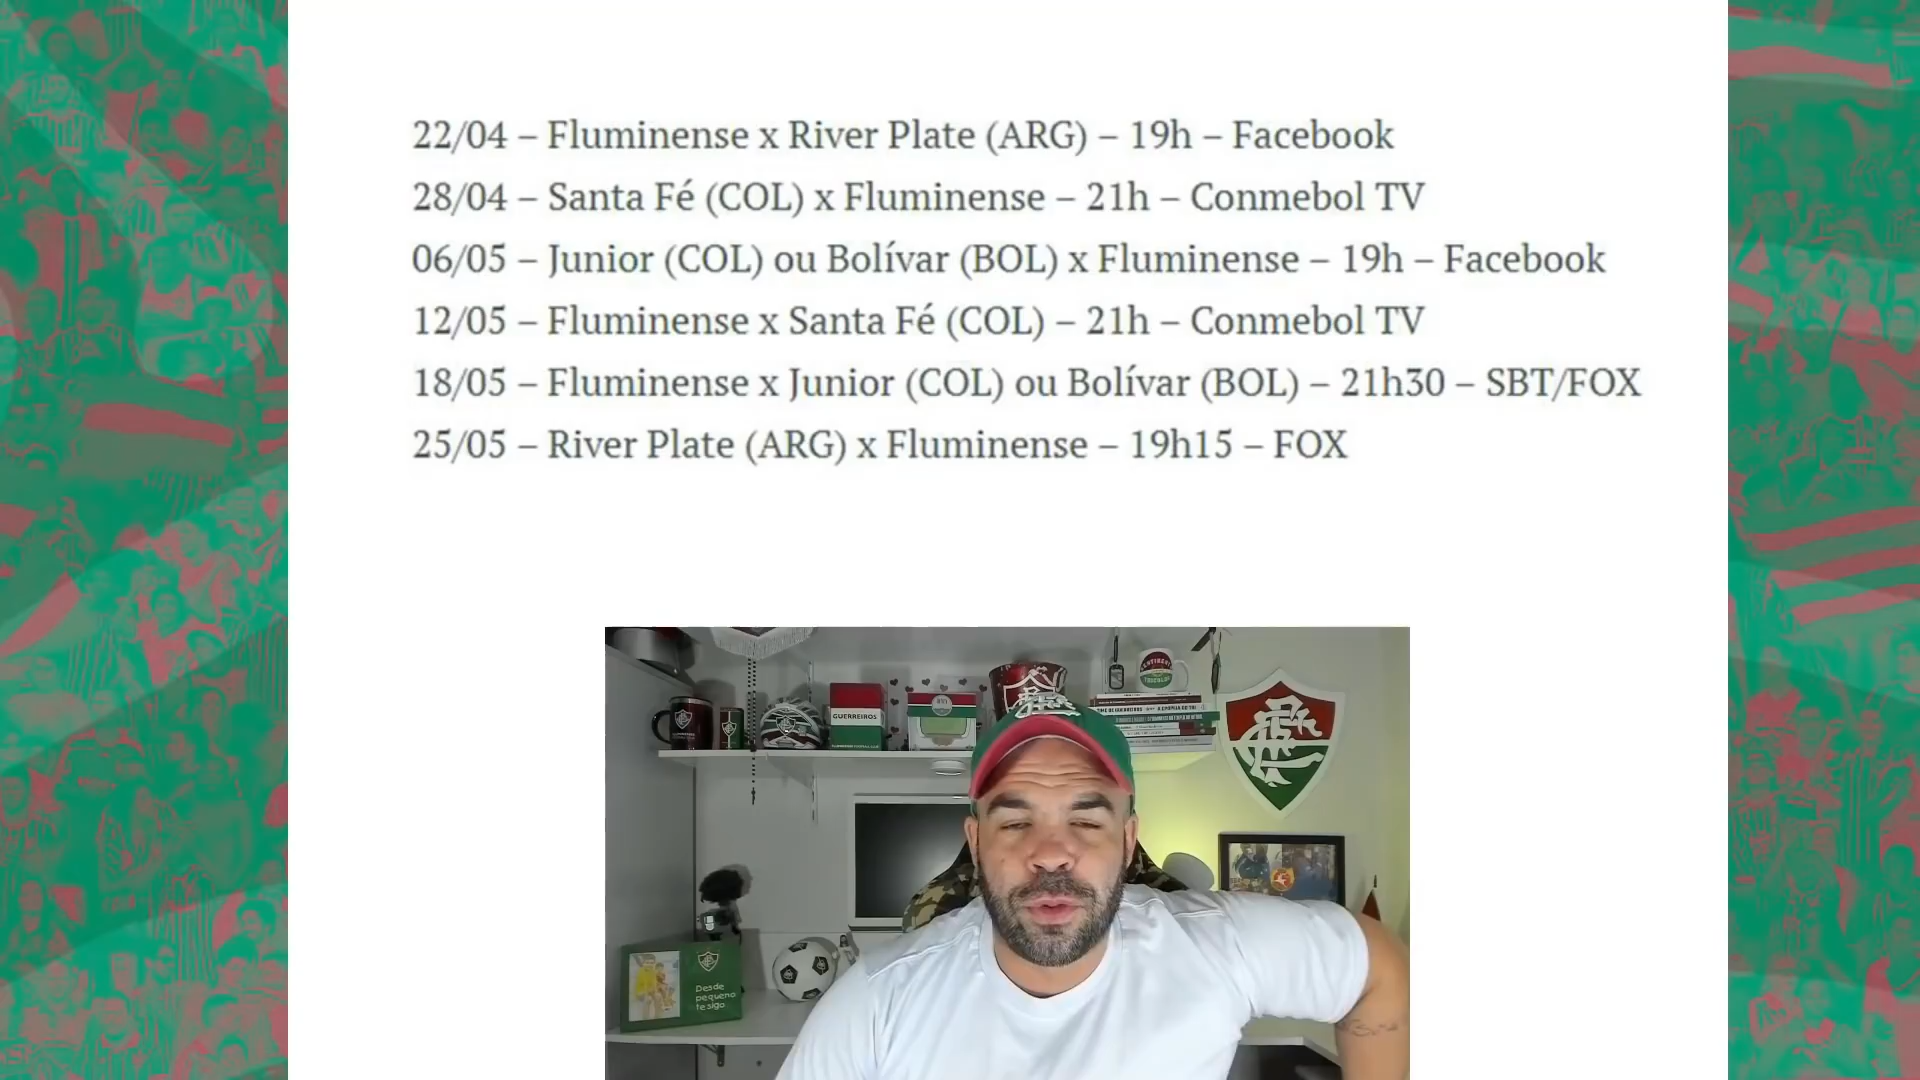 22/04 – Fluminense x River Plate (ARG) – 19h – Facebook
28/04 – Santa Fé (COL) x Fluminense – 21h – Conmebol TV
06/05 – Junior (COL) ou Bolívar (BOL) x Fluminense – 19h – Facebook
12/05 – Fluminense x Santa Fé (COL) – 21h – Conmebol TV
18/05 – Fluminense x Junior (COL) ou Bolívar (BOL) – 21h30 – SBT/FOX
25/05 – River Plate (ARG) x Fluminense – 19h15 – FOX
GUERREIROS
Desde
pequeno
te sigo